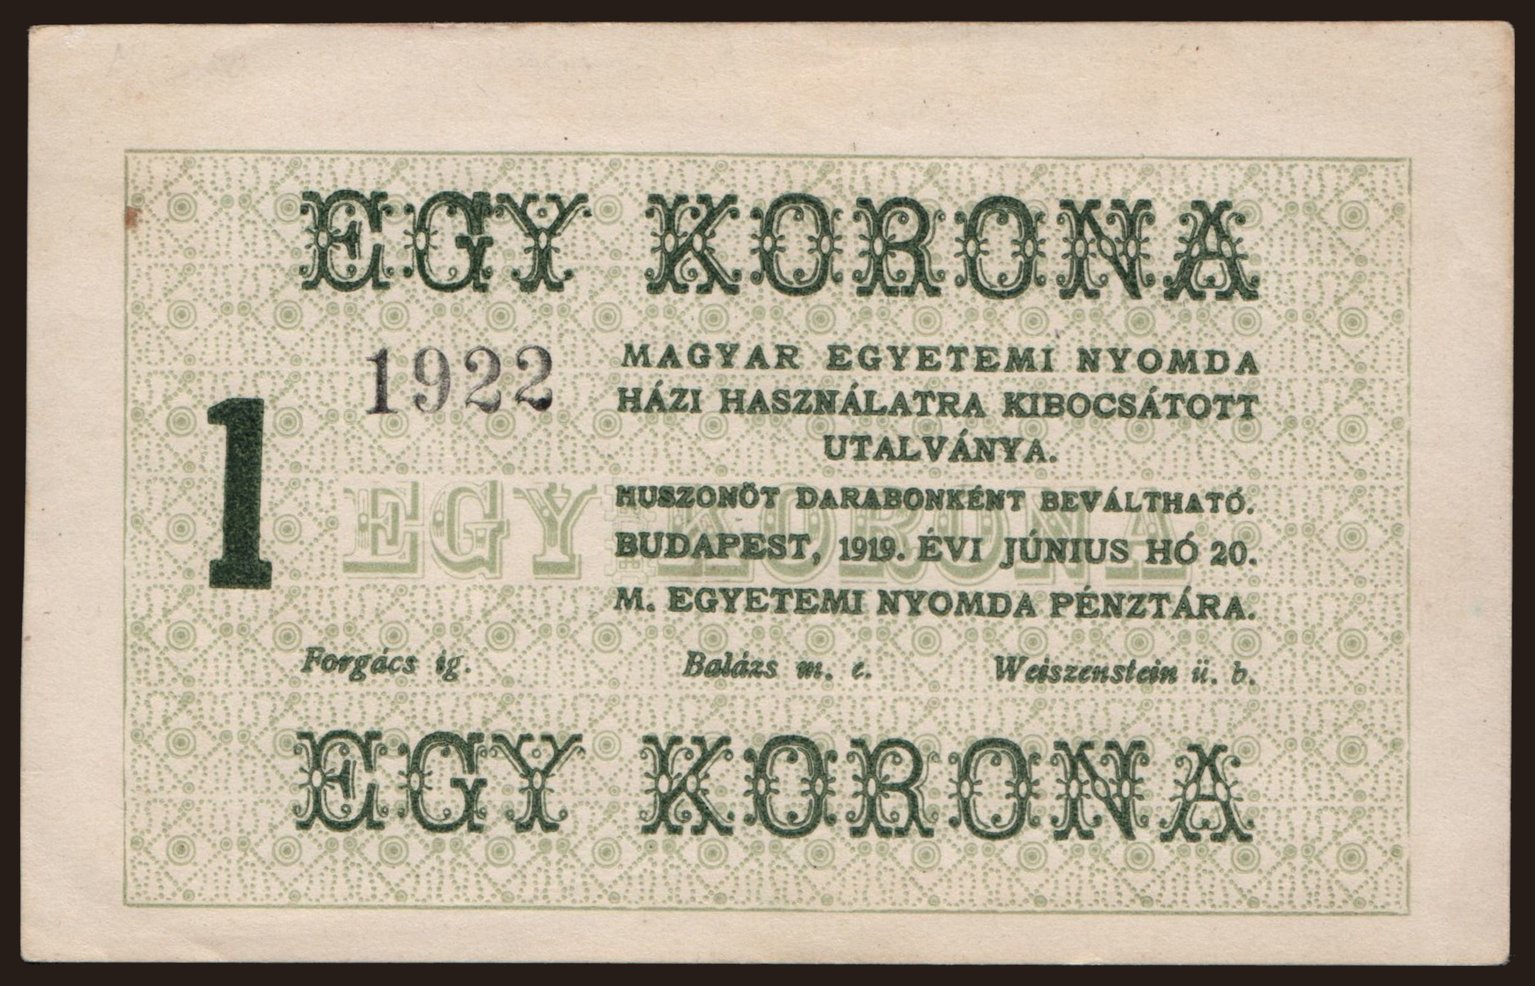 EGY KORONA
1922
1
MAGYAR EGYETEMI NYOMDA
HÁZI HASZNÁLATRA KIBOCSÁTOTT
UTALVÁNYA.
HUSZONÖT DARABONKÉNT BEVÁLTHATÓ.
EGY KORONA
BUDAPEST, 1919. ÉVI JÚNIUS HÓ 20.
M. EGYETEMI NYOMDA PÉNZTÁRA.
Forgács ig. Balázs m. t. Weiszenstein ü. b.
EGY KORONA